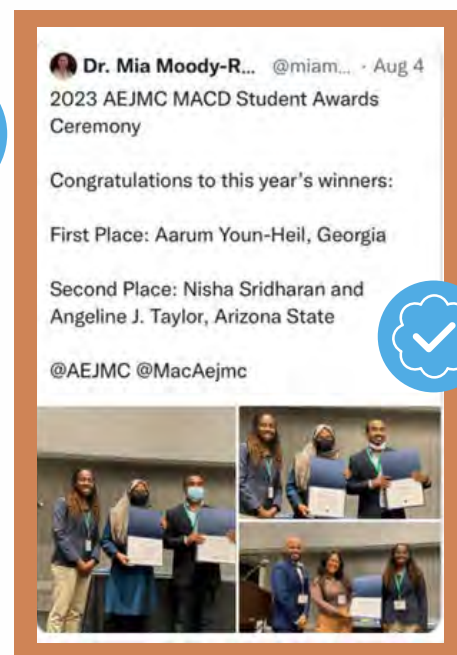 Dr. Mia Moody-R... @miam... · Aug 4
2023 AEJMC MACD Student Awards
Ceremony
Congratulations to this year's winners:
First Place: Aarum Youn-Heil, Georgia
Second Place: Nisha Sridharan and
Angeline J. Taylor, Arizona State
@AEJMC @MacAejmc